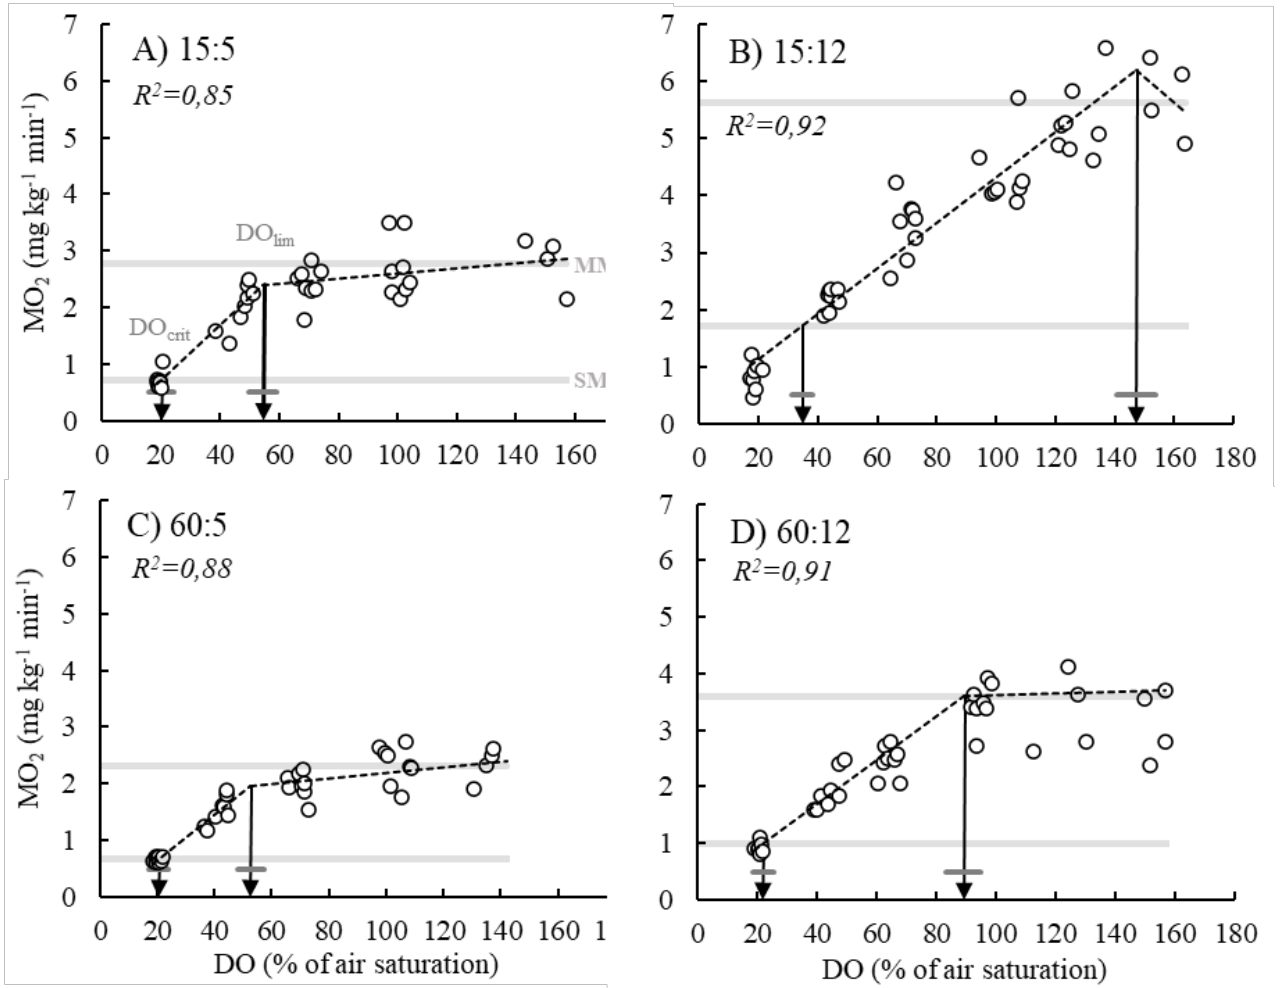 A) 15:5
R²=0,85
MO₂ (mg kg⁻¹ min⁻¹)
7
6
5
4
3
2
1
0
DOlim
DOcrit
MM
SM
0 20 40 60 80 100 120 140 160
B) 15:12
R²=0,92
7
6
5
4
3
2
1
0
0 20 40 60 80 100 120 140 160 180
C) 60:5
R²=0,88
MO₂ (mg kg⁻¹ min⁻¹)
7
6
5
4
3
2
1
0
0 20 40 60 80 100 120 140 160 1
DO (% of air saturation)
D) 60:12
R²=0,91
7
6
5
4
3
2
1
0
0 20 40 60 80 100 120 140 160 180
DO (% of air saturation)